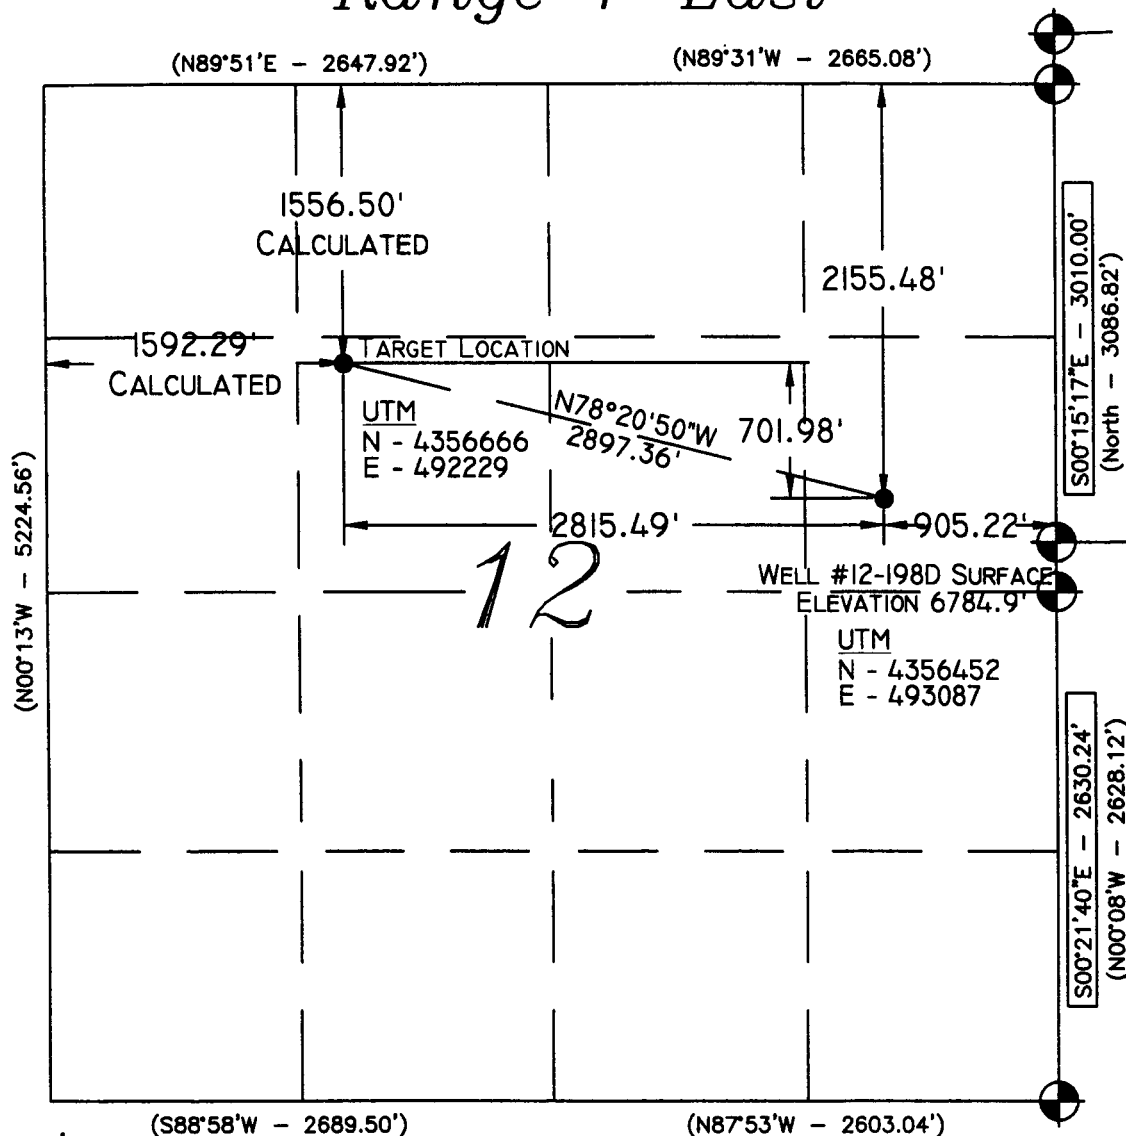 (N89°51'E – 2647.92')
(N89°31'W – 2665.08')
1556.50'
CALCULATED
2155.48'
S00°15'17"E – 3010.00'
(North – 3086.82')
1592.29'
CALCULATED
TARGET LOCATION
UTM
N - 4356666
E - 492229
N78°20'50"W
2897.36'
701.98'
2815.49'
905.22'
12
WELL #12-198D SURFACE
ELEVATION 6784.9'
UTM
N - 4356452
E - 493087
(N00°13'W – 5224.56')
S00°21'40"E – 2630.24'
(N00°08'W – 2628.12')
(S88°58'W – 2689.50')
(N87°53'W – 2603.04')